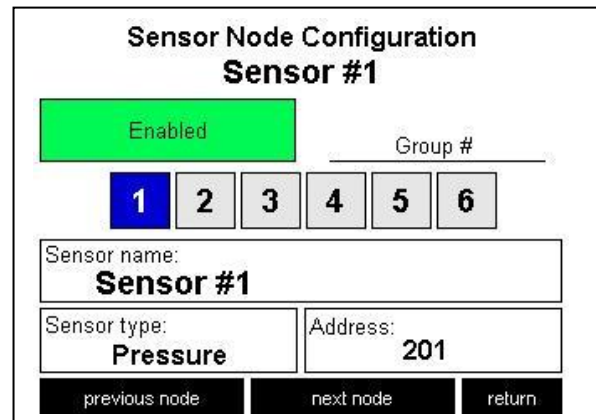 Sensor Node Configuration
Sensor #1
Enabled
Group #
1 2 3 4 5 6
Sensor name:
Sensor #1
Sensor type:
Pressure
Address:
201
previous node next node return